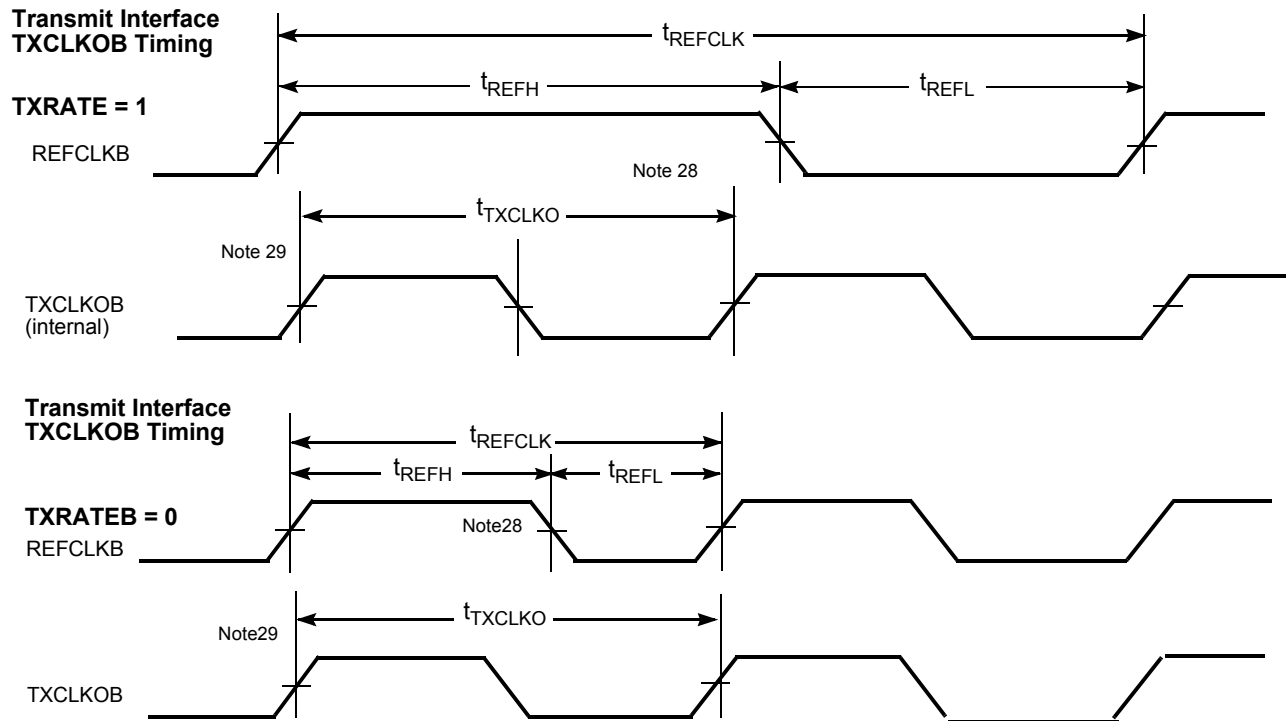 Transmit Interface
TXCLKOB Timing
tREFCLK
tREFH
tREFL
TXRATE = 1
REFCLKB
Note 28
tTXCLKO
Note 29
TXCLKOB
(internal)
Transmit Interface
TXCLKOB Timing
tREFCLK
tREFH
tREFL
TXRATEB = 0
Note28
REFCLKB
tTXCLKO
Note29
TXCLKOB